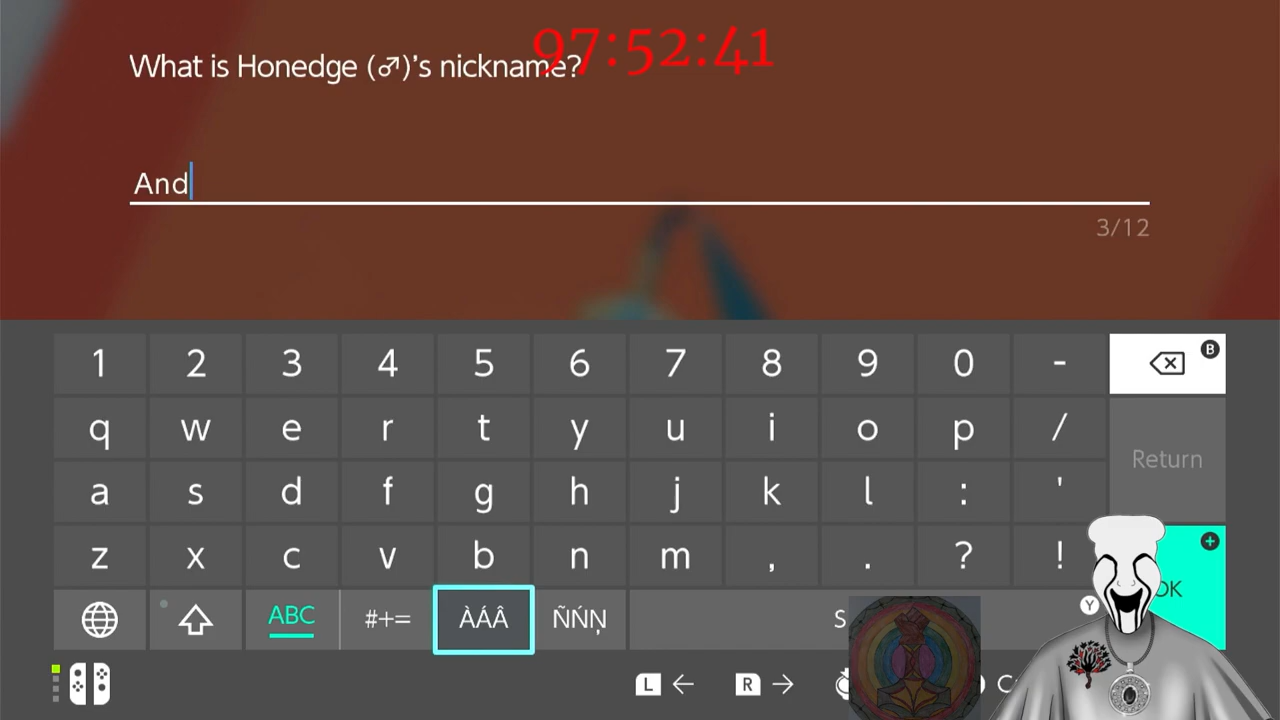 97:52:41
What is Honedge (♂)'s nickname?
And
3/12
1 2 3 4 5 6 7 8 9 0 - B
q w e r t y u i o p /
Return
a s d f g h j k l : '
z x c v b n m , . ? ! +
OK
ABC #+= ÀÁÂ ÑŃŅ S Y
L ← R → C